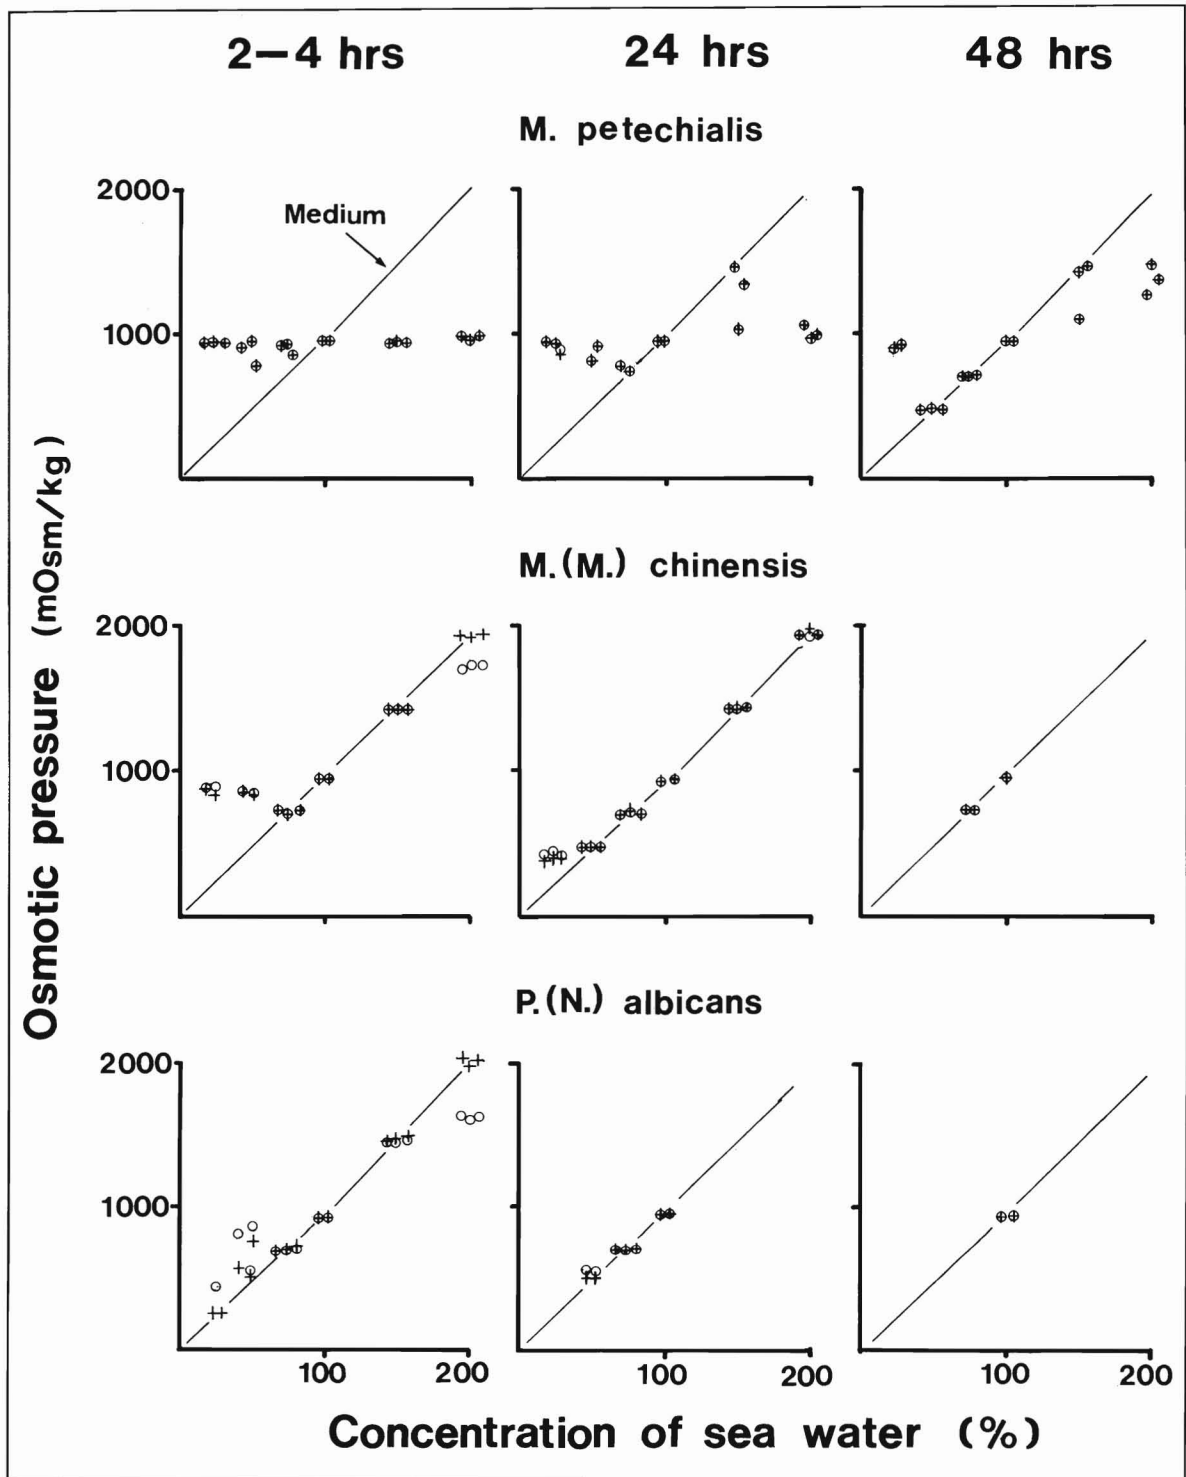 2–4 hrs 24 hrs 48 hrs
M. petechialis
2000
Medium
1000
M.(M.) chinensis
2000
1000
P.(N.) albicans
2000
1000
100 200 100 200 100 200
Osmotic pressure (mOsm/kg)
Concentration of sea water (%)